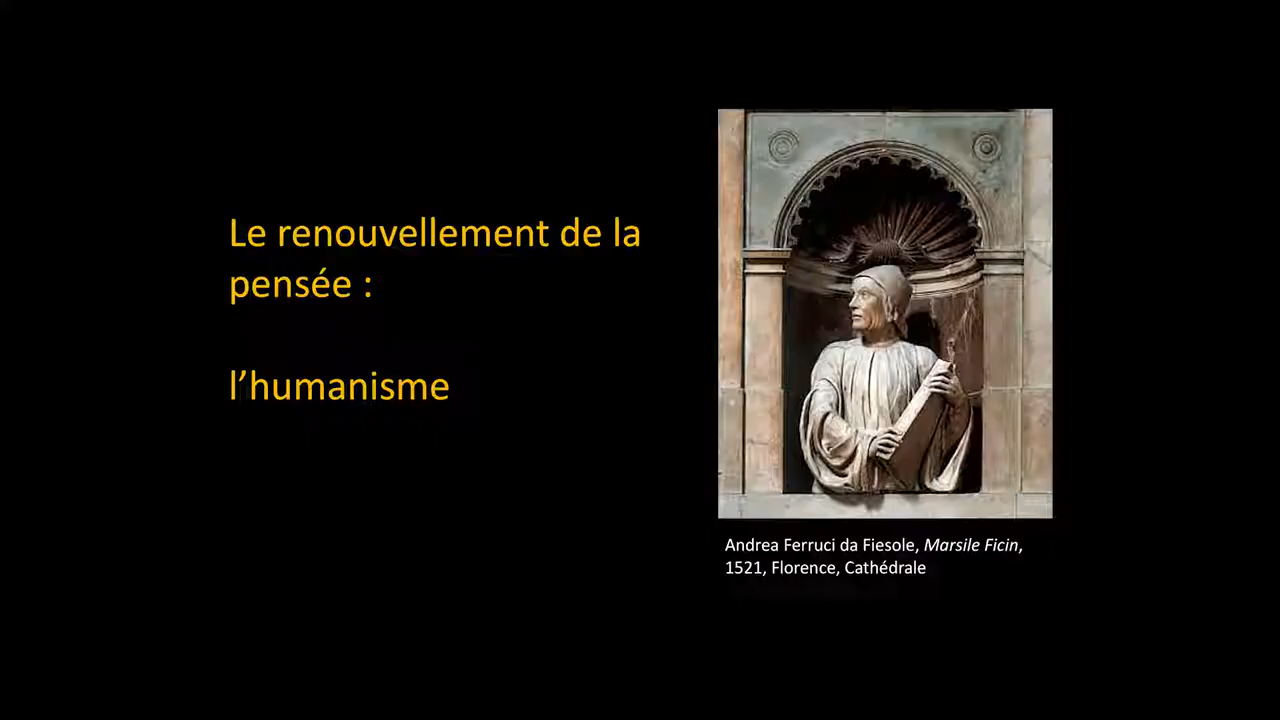 Le renouvellement de la
pensée :
l’humanisme
Andrea Ferruci da Fiesole, Marsile Ficin,
1521, Florence, Cathédrale